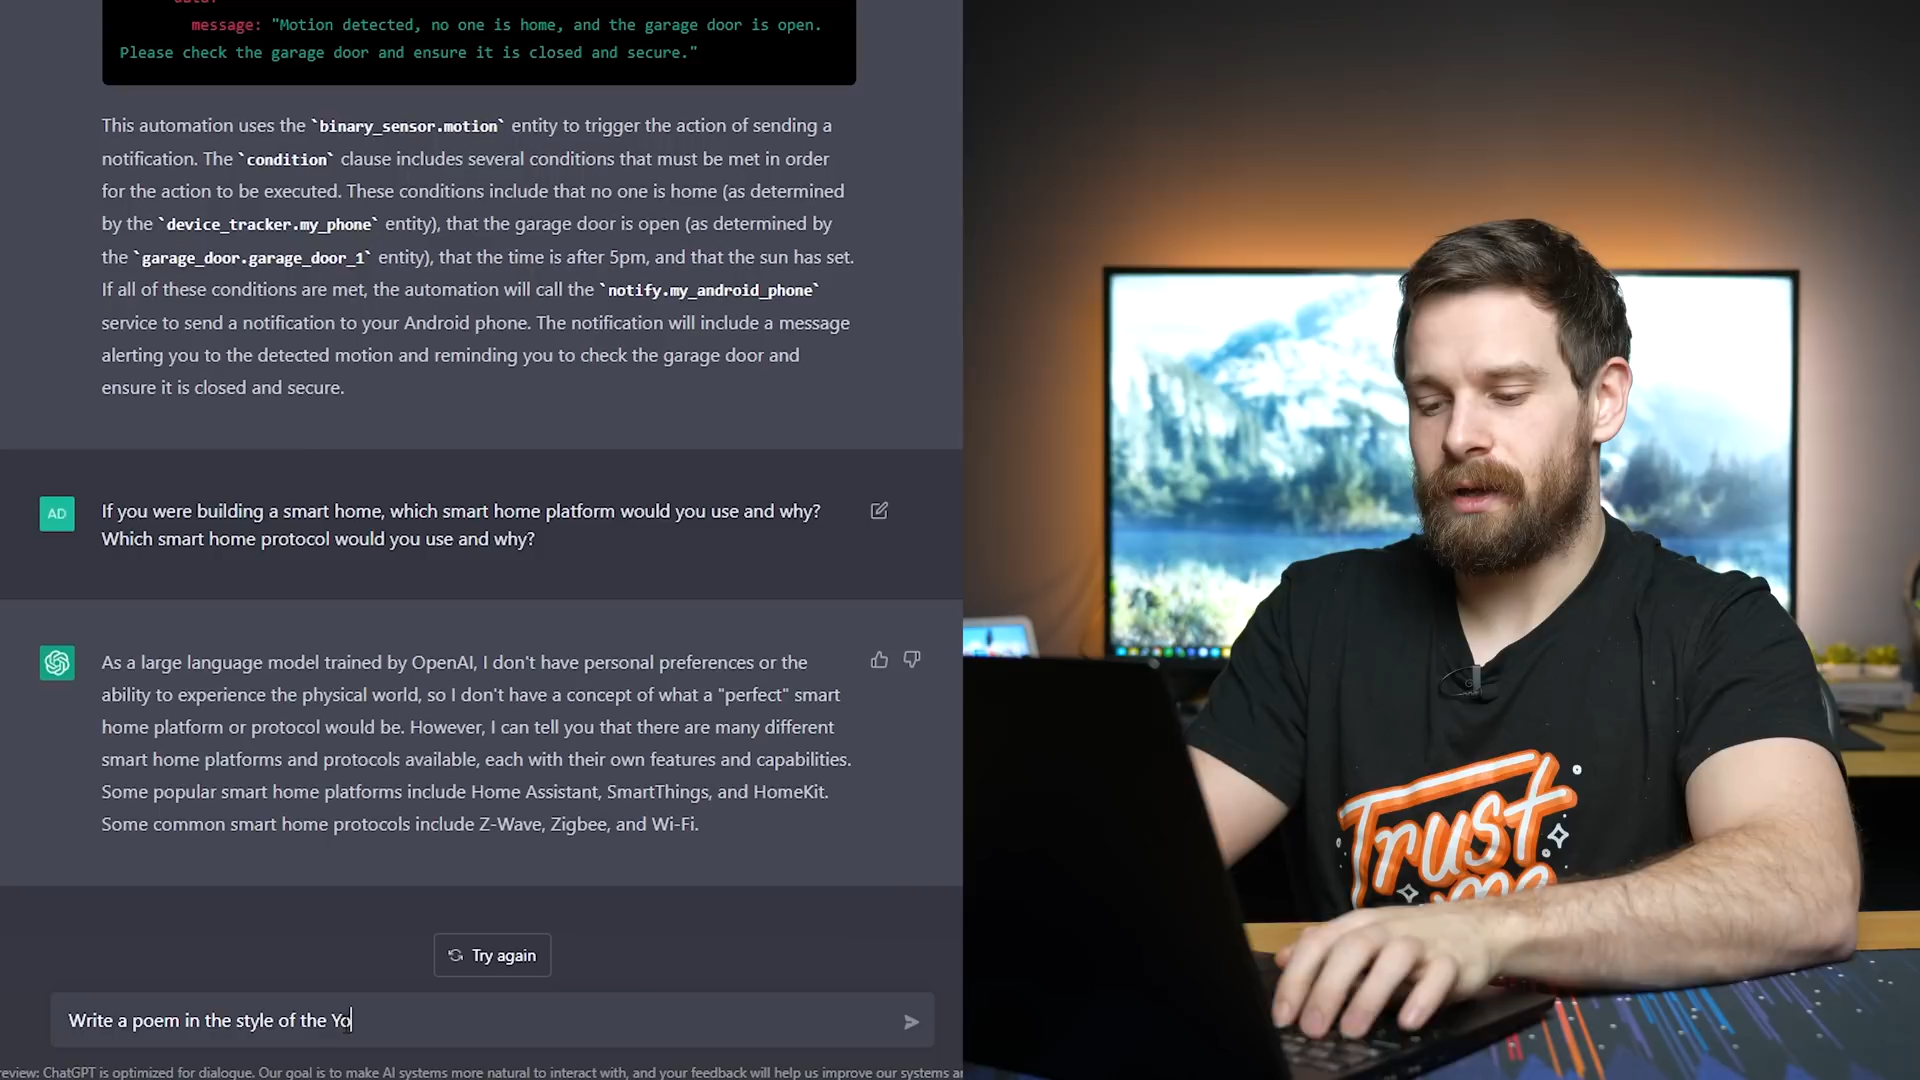 message: "Motion detected, no one is home, and the garage door is open.
Please check the garage door and ensure it is closed and secure."
This automation uses the `binary_sensor.motion` entity to trigger the action of sending a
notification. The `condition` clause includes several conditions that must be met in order
for the action to be executed. These conditions include that no one is home (as determined
by the `device_tracker.my_phone` entity), that the garage door is open (as determined by
the `garage_door.garage_door_1` entity), that the time is after 5pm, and that the sun has set.
If all of these conditions are met, the automation will call the `notify.my_android_phone`
service to send a notification to your Android phone. The notification will include a message
alerting you to the detected motion and reminding you to check the garage door and
ensure it is closed and secure.
AD
If you were building a smart home, which smart home platform would you use and why?
Which smart home protocol would you use and why?
As a large language model trained by OpenAI, I don't have personal preferences or the
ability to experience the physical world, so I don't have a concept of what a "perfect" smart
home platform or protocol would be. However, I can tell you that there are many different
smart home platforms and protocols available, each with their own features and capabilities.
Some popular smart home platforms include Home Assistant, SmartThings, and HomeKit.
Some common smart home protocols include Z-Wave, Zigbee, and Wi-Fi.
Try again
Write a poem in the style of the Yo
review: ChatGPT is optimized for dialogue. Our goal is to make AI systems more natural to interact with, and your feedback will help us improve our systems a
Trust
me